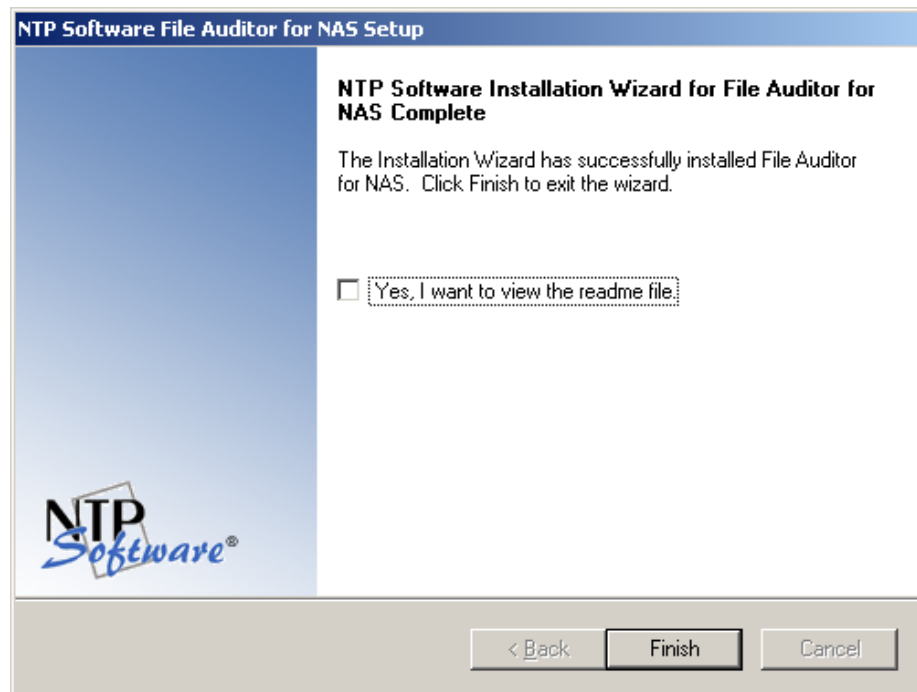 NTP Software File Auditor for NAS Setup
NTP Software Installation Wizard for File Auditor for
NAS Complete
The Installation Wizard has successfully installed File Auditor
for NAS. Click Finish to exit the wizard.
Yes, I want to view the readme file.
NTP
Software®
< Back
Finish
Cancel